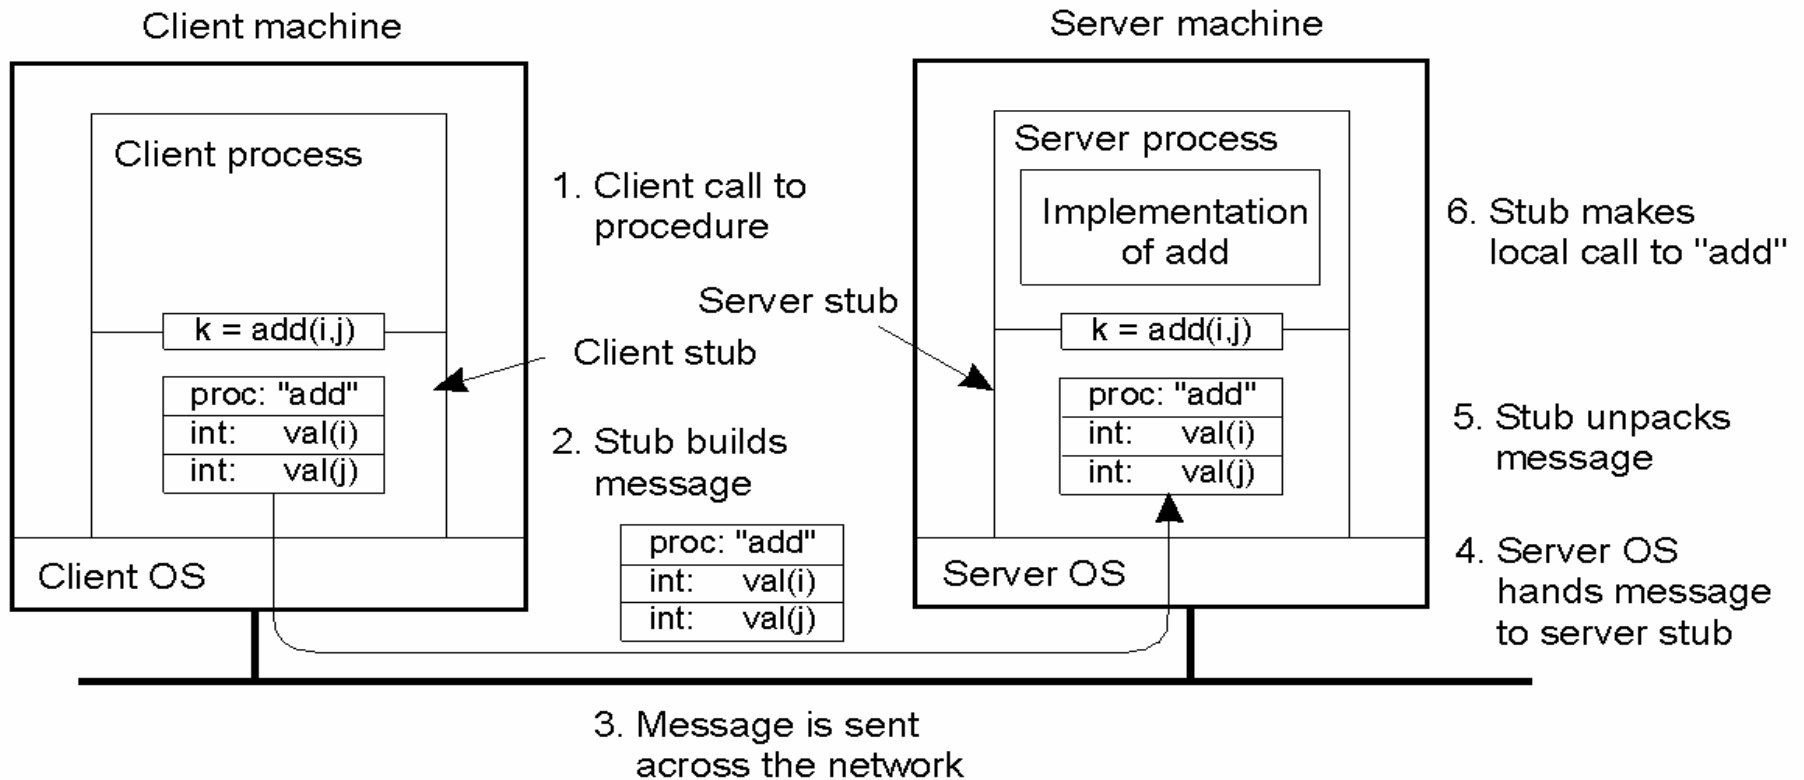 Client machine
Server machine
Client process
1. Client call to
procedure
k = add(i,j)
Client stub
proc: "add"
int: val(i)
int: val(j)
2. Stub builds
message
proc: "add"
int: val(i)
int: val(j)
Client OS
3. Message is sent
across the network
Server process
Implementation
of add
Server stub
k = add(i,j)
proc: "add"
int: val(i)
int: val(j)
Server OS
6. Stub makes
local call to "add"
5. Stub unpacks
message
4. Server OS
hands message
to server stub